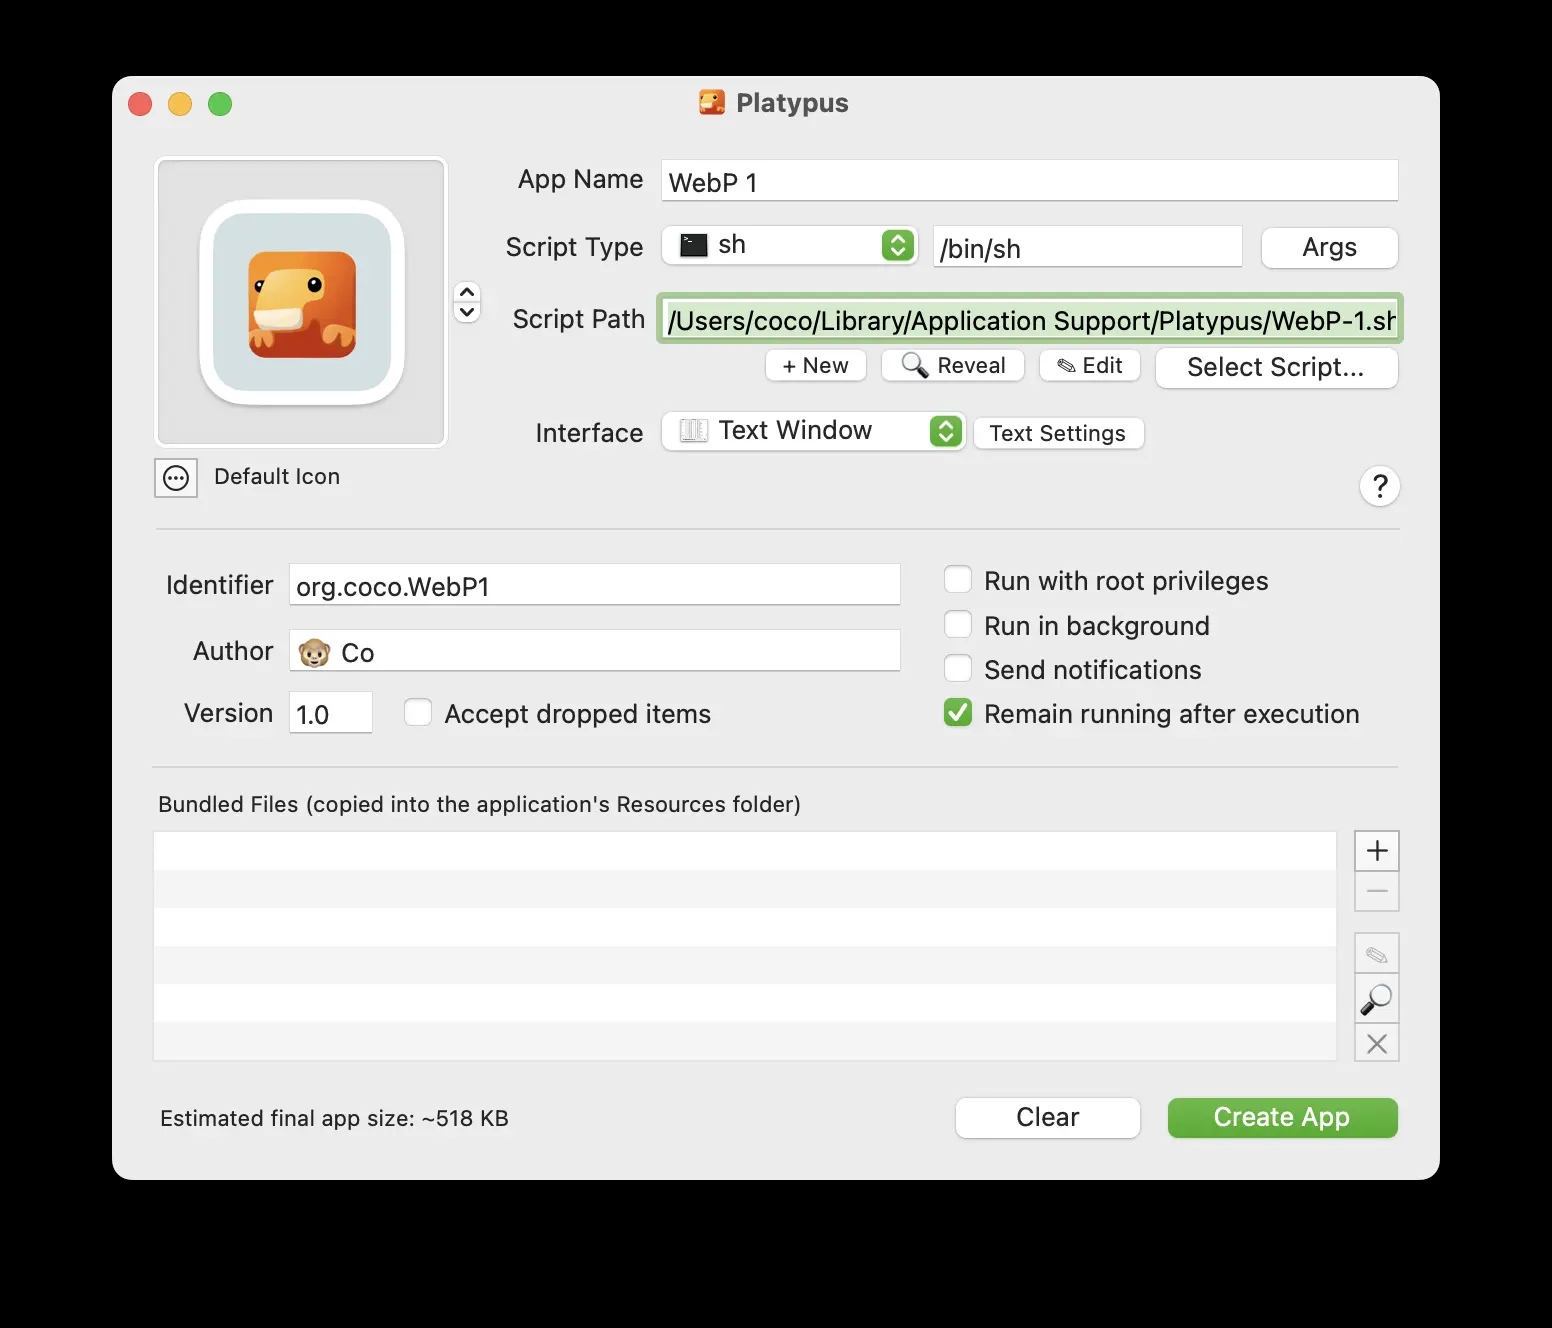 Platypus
App Name WebP 1
Script Type sh /bin/sh Args
Script Path /Users/coco/Library/Application Support/Platypus/WebP-1.sh
+ New Reveal Edit Select Script...
Interface Text Window Text Settings
Default Icon
?
Identifier org.coco.WebP1
Author 🐵 Co
Version 1.0 Accept dropped items
Run with root privileges
Run in background
Send notifications
Remain running after execution
Bundled Files (copied into the application's Resources folder)
Estimated final app size: ~518 KB
Clear Create App